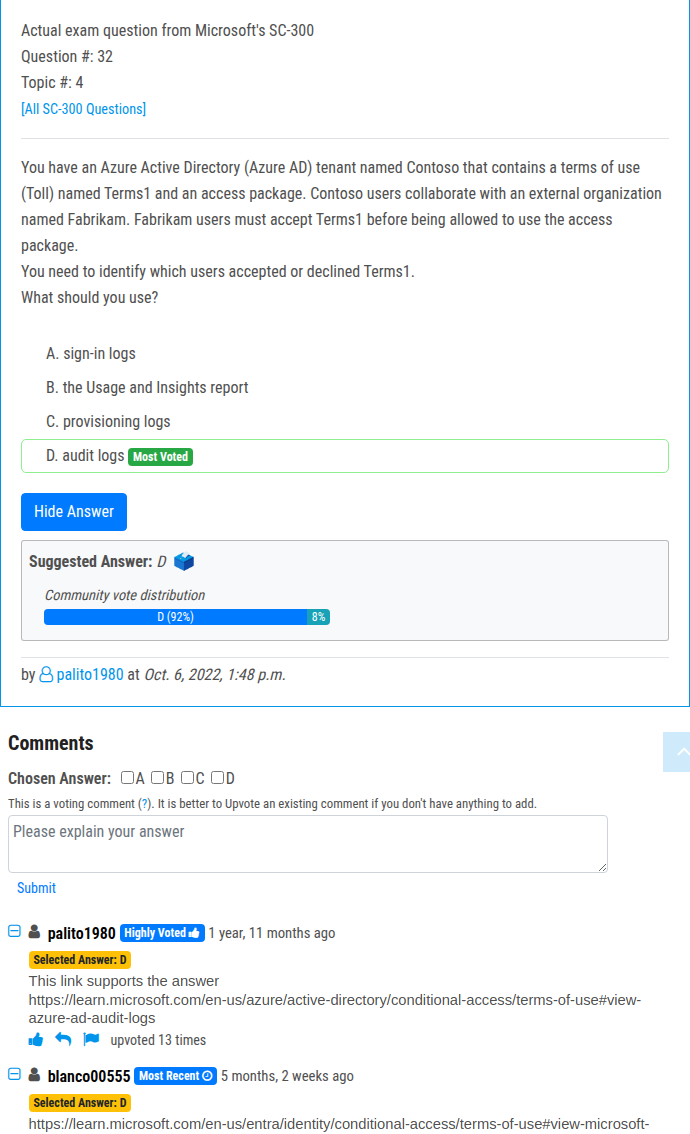 Actual exam question from Microsoft's SC-300
Question #: 32
Topic #: 4
[All SC-300 Questions]
You have an Azure Active Directory (Azure AD) tenant named Contoso that contains a terms of use
(Toll) named Terms1 and an access package. Contoso users collaborate with an external organization
named Fabrikam. Fabrikam users must accept Terms1 before being allowed to use the access
package.
You need to identify which users accepted or declined Terms1.
What should you use?
A. sign-in logs
B. the Usage and Insights report
C. provisioning logs
D. audit logs Most Voted
Hide Answer
Suggested Answer: D
Community vote distribution
D (92%) 8%
by palito1980 at Oct. 6, 2022, 1:48 p.m.
Comments
Chosen Answer: A B C D
This is a voting comment (?). It is better to Upvote an existing comment if you don't have anything to add.
Please explain your answer
Submit
palito1980 Highly Voted 1 year, 11 months ago
Selected Answer: D
This link supports the answer
https://learn.microsoft.com/en-us/azure/active-directory/conditional-access/terms-of-use#view-
azure-ad-audit-logs
upvoted 13 times
blanco00555 Most Recent 5 months, 2 weeks ago
Selected Answer: D
https://learn.microsoft.com/en-us/entra/identity/conditional-access/terms-of-use#view-microsoft-